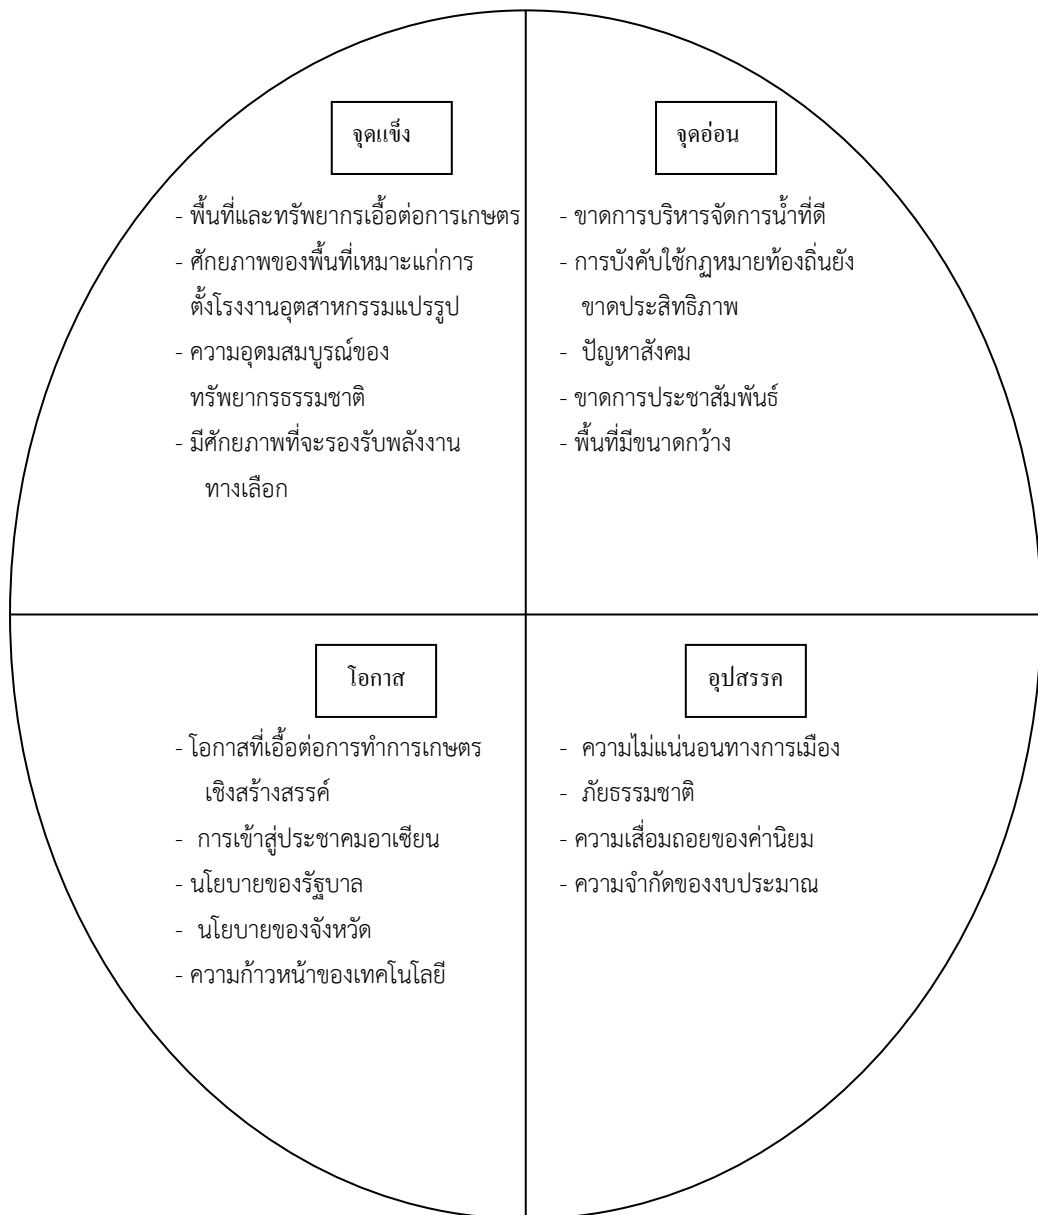 จุดแข็ง
- พื้นที่และทรัพยากรเอื้อต่อการเกษตร
- ศักยภาพของพื้นที่เหมาะแก่การ
ตั้งโรงงานอุตสาหกรรมแปรรูป
- ความอุดมสมบูรณ์ของ
ทรัพยากรธรรมชาติ
- มีศักยภาพที่จะรองรับพลังงาน
ทางเลือก
จุดอ่อน
- ขาดการบริหารจัดการน้ำที่ดี
- การบังคับใช้กฎหมายท้องถิ่นยัง
ขาดประสิทธิภาพ
- ปัญหาสังคม
- ขาดการประชาสัมพันธ์
- พื้นที่มีขนาดกว้าง
โอกาส
- โอกาสที่เอื้อต่อการทำการเกษตร
เชิงสร้างสรรค์
- การเข้าสู่ประชาคมอาเซียน
- นโยบายของรัฐบาล
- นโยบายของจังหวัด
- ความก้าวหน้าของเทคโนโลยี
อุปสรรค
- ความไม่แน่นอนทางการเมือง
- ภัยธรรมชาติ
- ความเสื่อมถอยของค่านิยม
- ความจำกัดของงบประมาณ